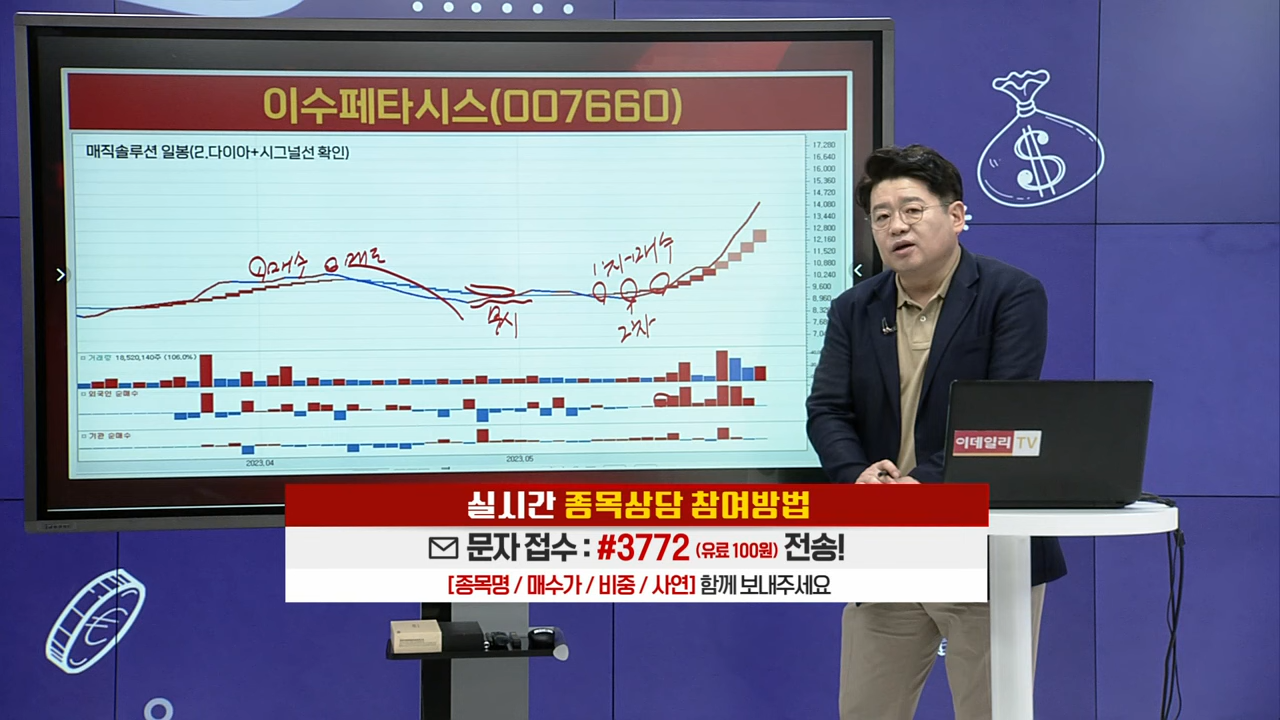 이수페타시스(007660)
매직솔루션 일봉(2.다이아+시그널선 확인)
17,280
16,640
16,000
15,360
14,720
14,080
13,440
12,800
12,160
11,520
10,880
10,240
9,600
8,960
8,320
매수
매도
무시
1차매수
2차
거래량 18,520,140주 (106.0%)
외국인 순매수
기관 순매수
2023.04
2023.05
이데일리 TV
실시간 종목상담 참여방법
문자 접수 : #3772 (유료 100원) 전송!
[종목명 / 매수가 / 비중 / 사연] 함께 보내주세요